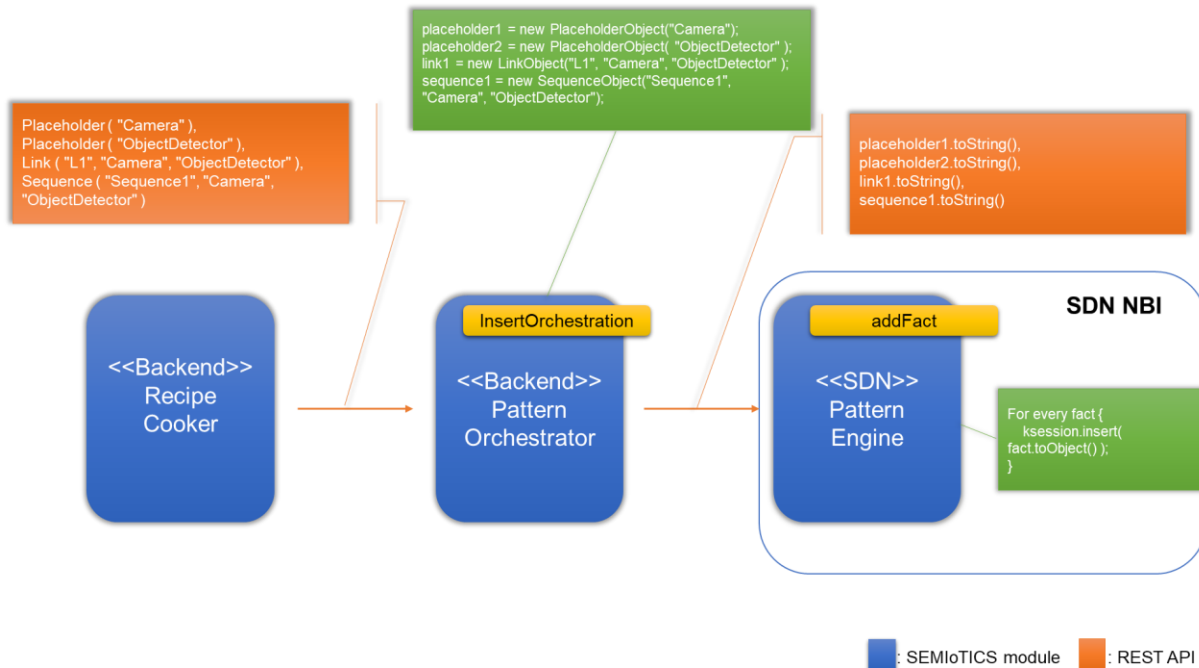 placeholder1 = new PlaceholderObject("Camera");
placeholder2 = new PlaceholderObject( "ObjectDetector" );
link1 = new LinkObject("L1", "Camera", "ObjectDetector" );
sequence1 = new SequenceObject("Sequence1",
"Camera", "ObjectDetector");
Placeholder ( "Camera" ),
Placeholder ( "ObjectDetector" ),
Link ( "L1", "Camera", "ObjectDetector" ),
Sequence ( "Sequence1", "Camera",
"ObjectDetector" )
placeholder1.toString(),
placeholder2.toString(),
link1.toString(),
sequence1.toString()
<<Backend>>
Recipe
Cooker
InsertOrchestration
<<Backend>>
Pattern
Orchestrator
addFact
<<SDN>>
Pattern
Engine
SDN NBI
For every fact {
ksession.insert(
fact.toObject() );
}
: SEMIoTICS module
: REST API